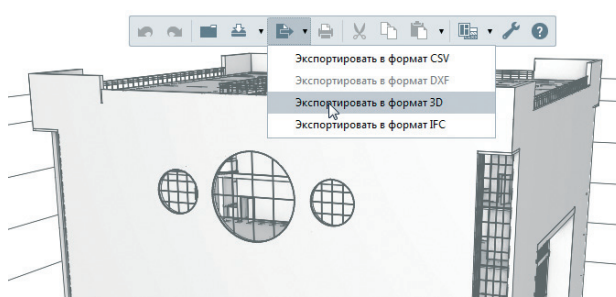 Экспортировать в формат CSV
Экспортировать в формат DXF
Экспортировать в формат 3D
Экспортировать в формат IFC